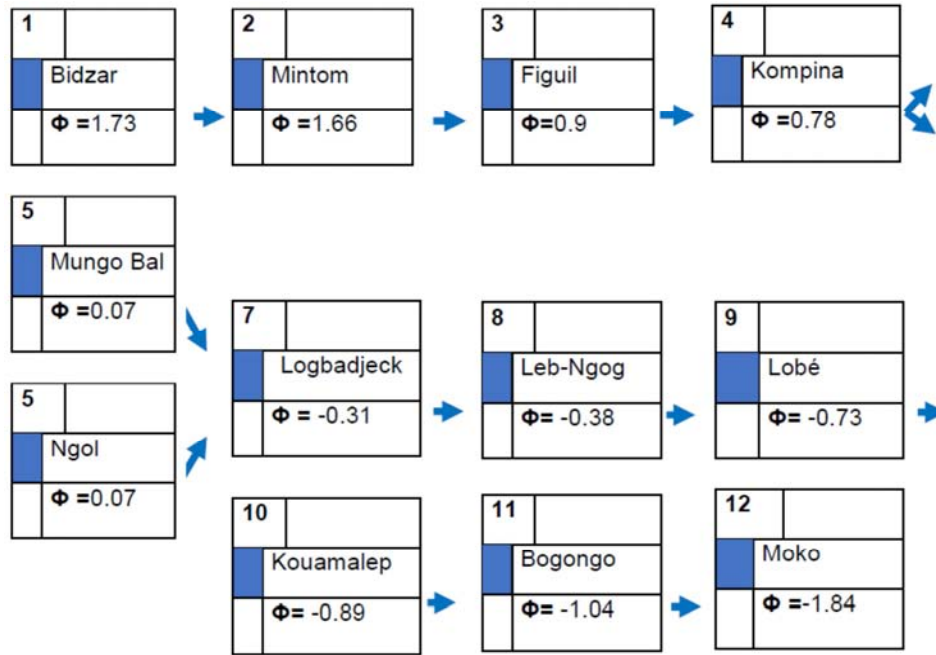 1
Bidzar
Φ =1.73
2
Mintom
Φ =1.66
3
Figuil
Φ=0.9
4
Kompina
Φ =0.78
5
Mungo Bal
Φ =0.07
5
Ngol
Φ =0.07
7
Logbadjeck
Φ = -0.31
8
Leb-Ngog
Φ= -0.38
9
Lobé
Φ= -0.73
10
Kouamalep
Φ= -0.89
11
Bogongo
Φ= -1.04
12
Moko
Φ =-1.84